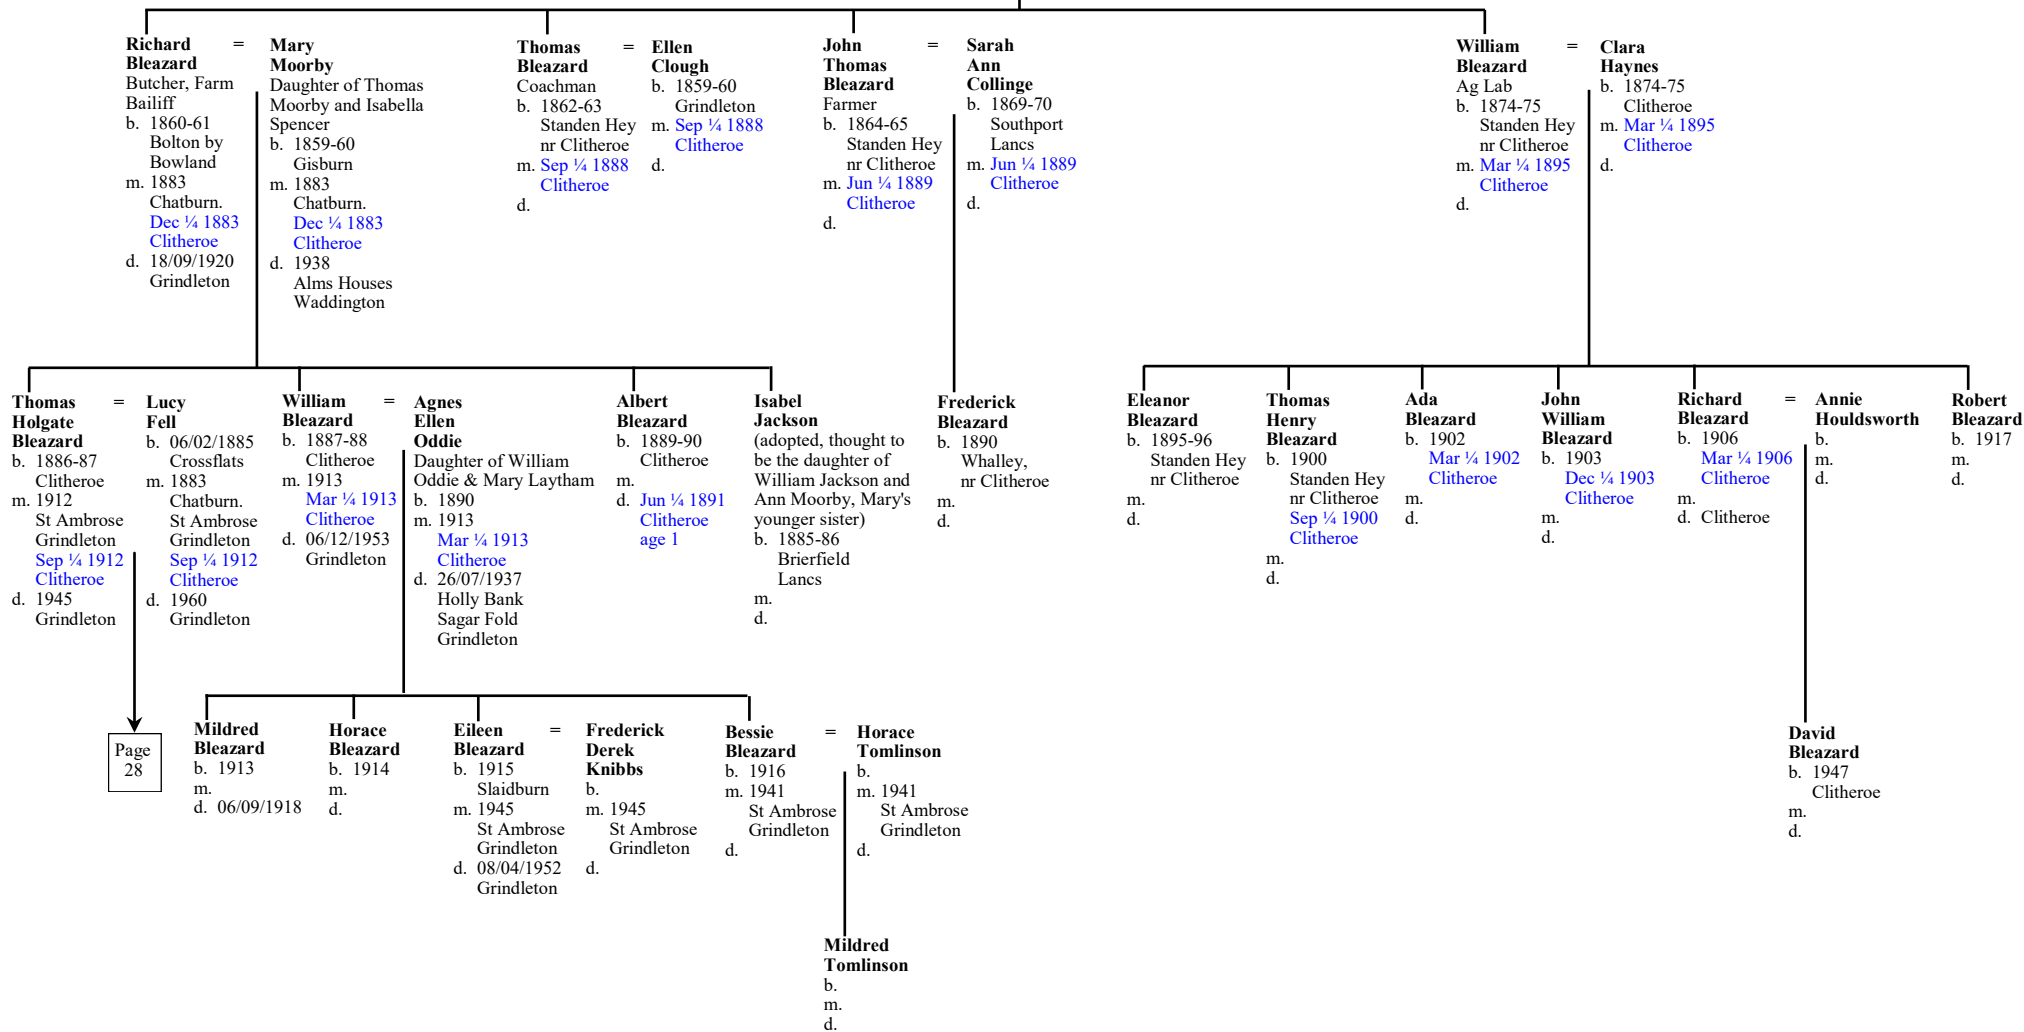 Richard =
Bleazard
Butcher, Farm
Bailiff
b. 1860-61
Bolton by
Bowland
m. 1883
Chatburn.
Dec ¼ 1883
Clitheroe
d. 18/09/1920
Grindleton
Mary
Moorby
Daughter of Thomas
Moorby and Isabella
Spencer
b. 1859-60
Gisburn
m. 1883
Chatburn.
Dec ¼ 1883
Clitheroe
d. 1938
Alms Houses
Waddington
Thomas =
Bleazard
Coachman
b. 1862-63
Standen Hey
nr Clitheroe
m. Sep ¼ 1888
Clitheroe
d.
Ellen
Clough
b. 1859-60
Grindleton
m. Sep ¼ 1888
Clitheroe
d.
John =
Thomas
Bleazard
Farmer
b. 1864-65
Standen Hey
nr Clitheroe
m. Jun ¼ 1889
Clitheroe
d.
Sarah
Ann
Collinge
b. 1869-70
Southport
Lancs
m. Jun ¼ 1889
Clitheroe
d.
William =
Bleazard
Ag Lab
b. 1874-75
Standen Hey
nr Clitheroe
m. Mar ¼ 1895
Clitheroe
d.
Clara
Haynes
b. 1874-75
Clitheroe
m. Mar ¼ 1895
Clitheroe
d.
Thomas =
Holgate
Bleazard
b. 1886-87
Clitheroe
m. 1912
St Ambrose
Grindleton
Sep ¼ 1912
Clitheroe
d. 1945
Grindleton
Lucy
Fell
b. 06/02/1885
Crossflats
m. 1883
Chatburn.
St Ambrose
Grindleton
Sep ¼ 1912
Clitheroe
d. 1960
Grindleton
William =
Bleazard
b. 1887-88
Clitheroe
m. 1913
Mar ¼ 1913
Clitheroe
d. 06/12/1953
Grindleton
Agnes
Ellen
Oddie
Daughter of William
Oddie & Mary Laytham
b. 1890
m. 1913
Mar ¼ 1913
Clitheroe
d. 26/07/1937
Holly Bank
Sagar Fold
Grindleton
Albert
Bleazard
b. 1889-90
Clitheroe
m.
d. Jun ¼ 1891
Clitheroe
age 1
Isabel
Jackson
(adopted, thought to
be the daughter of
William Jackson and
Ann Moorby, Mary's
younger sister)
b. 1885-86
Brierfield
Lancs
m.
d.
Frederick
Bleazard
b. 1890
Whalley,
nr Clitheroe
m.
d.
Eleanor
Bleazard
b. 1895-96
Standen Hey
nr Clitheroe
m.
d.
Thomas
Henry
Bleazard
b. 1900
Standen Hey
nr Clitheroe
Sep ¼ 1900
Clitheroe
m.
d.
Ada
Bleazard
b. 1902
Mar ¼ 1902
Clitheroe
m.
d.
John
William
Bleazard
b. 1903
Dec ¼ 1903
Clitheroe
m.
d.
Richard =
Bleazard
b. 1906
Mar ¼ 1906
Clitheroe
m.
d. Clitheroe
Annie
Houldsworth
b.
m.
d.
Robert
Bleazard
b. 1917
m.
d.
Page
28
Mildred
Bleazard
b. 1913
m.
d. 06/09/1918
Horace
Bleazard
b. 1914
m.
d.
Eileen =
Bleazard
b. 1915
Slaidburn
m. 1945
St Ambrose
Grindleton
d. 08/04/1952
Grindleton
Frederick
Derek
Knibbs
b.
m. 1945
St Ambrose
Grindleton
d.
Bessie =
Bleazard
b. 1916
m. 1941
St Ambrose
Grindleton
d.
Horace
Tomlinson
b.
m. 1941
St Ambrose
Grindleton
d.
David
Bleazard
b. 1947
Clitheroe
m.
d.
Mildred
Tomlinson
b.
m.
d.